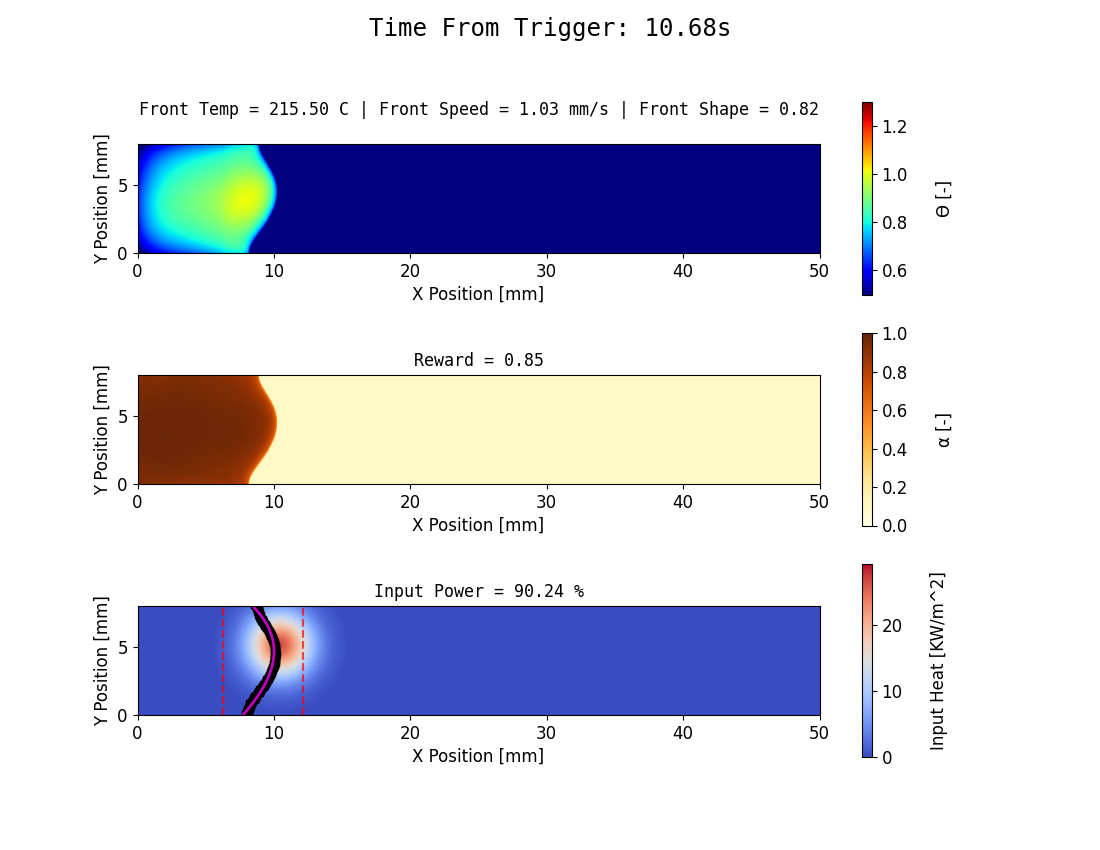 Time From Trigger: 10.68s
Front Temp = 215.50 C | Front Speed = 1.03 mm/s | Front Shape = 0.82
Y Position [mm]
5
0
0 10 20 30 40 50
X Position [mm]
1.2
1.0
0.8
0.6
Θ [-]
Reward = 0.85
Y Position [mm]
5
0
0 10 20 30 40 50
X Position [mm]
1.0
0.8
0.6
0.4
0.2
0.0
α [-]
Input Power = 90.24 %
Y Position [mm]
5
0
0 10 20 30 40 50
X Position [mm]
20
10
0
Input Heat [KW/m^2]